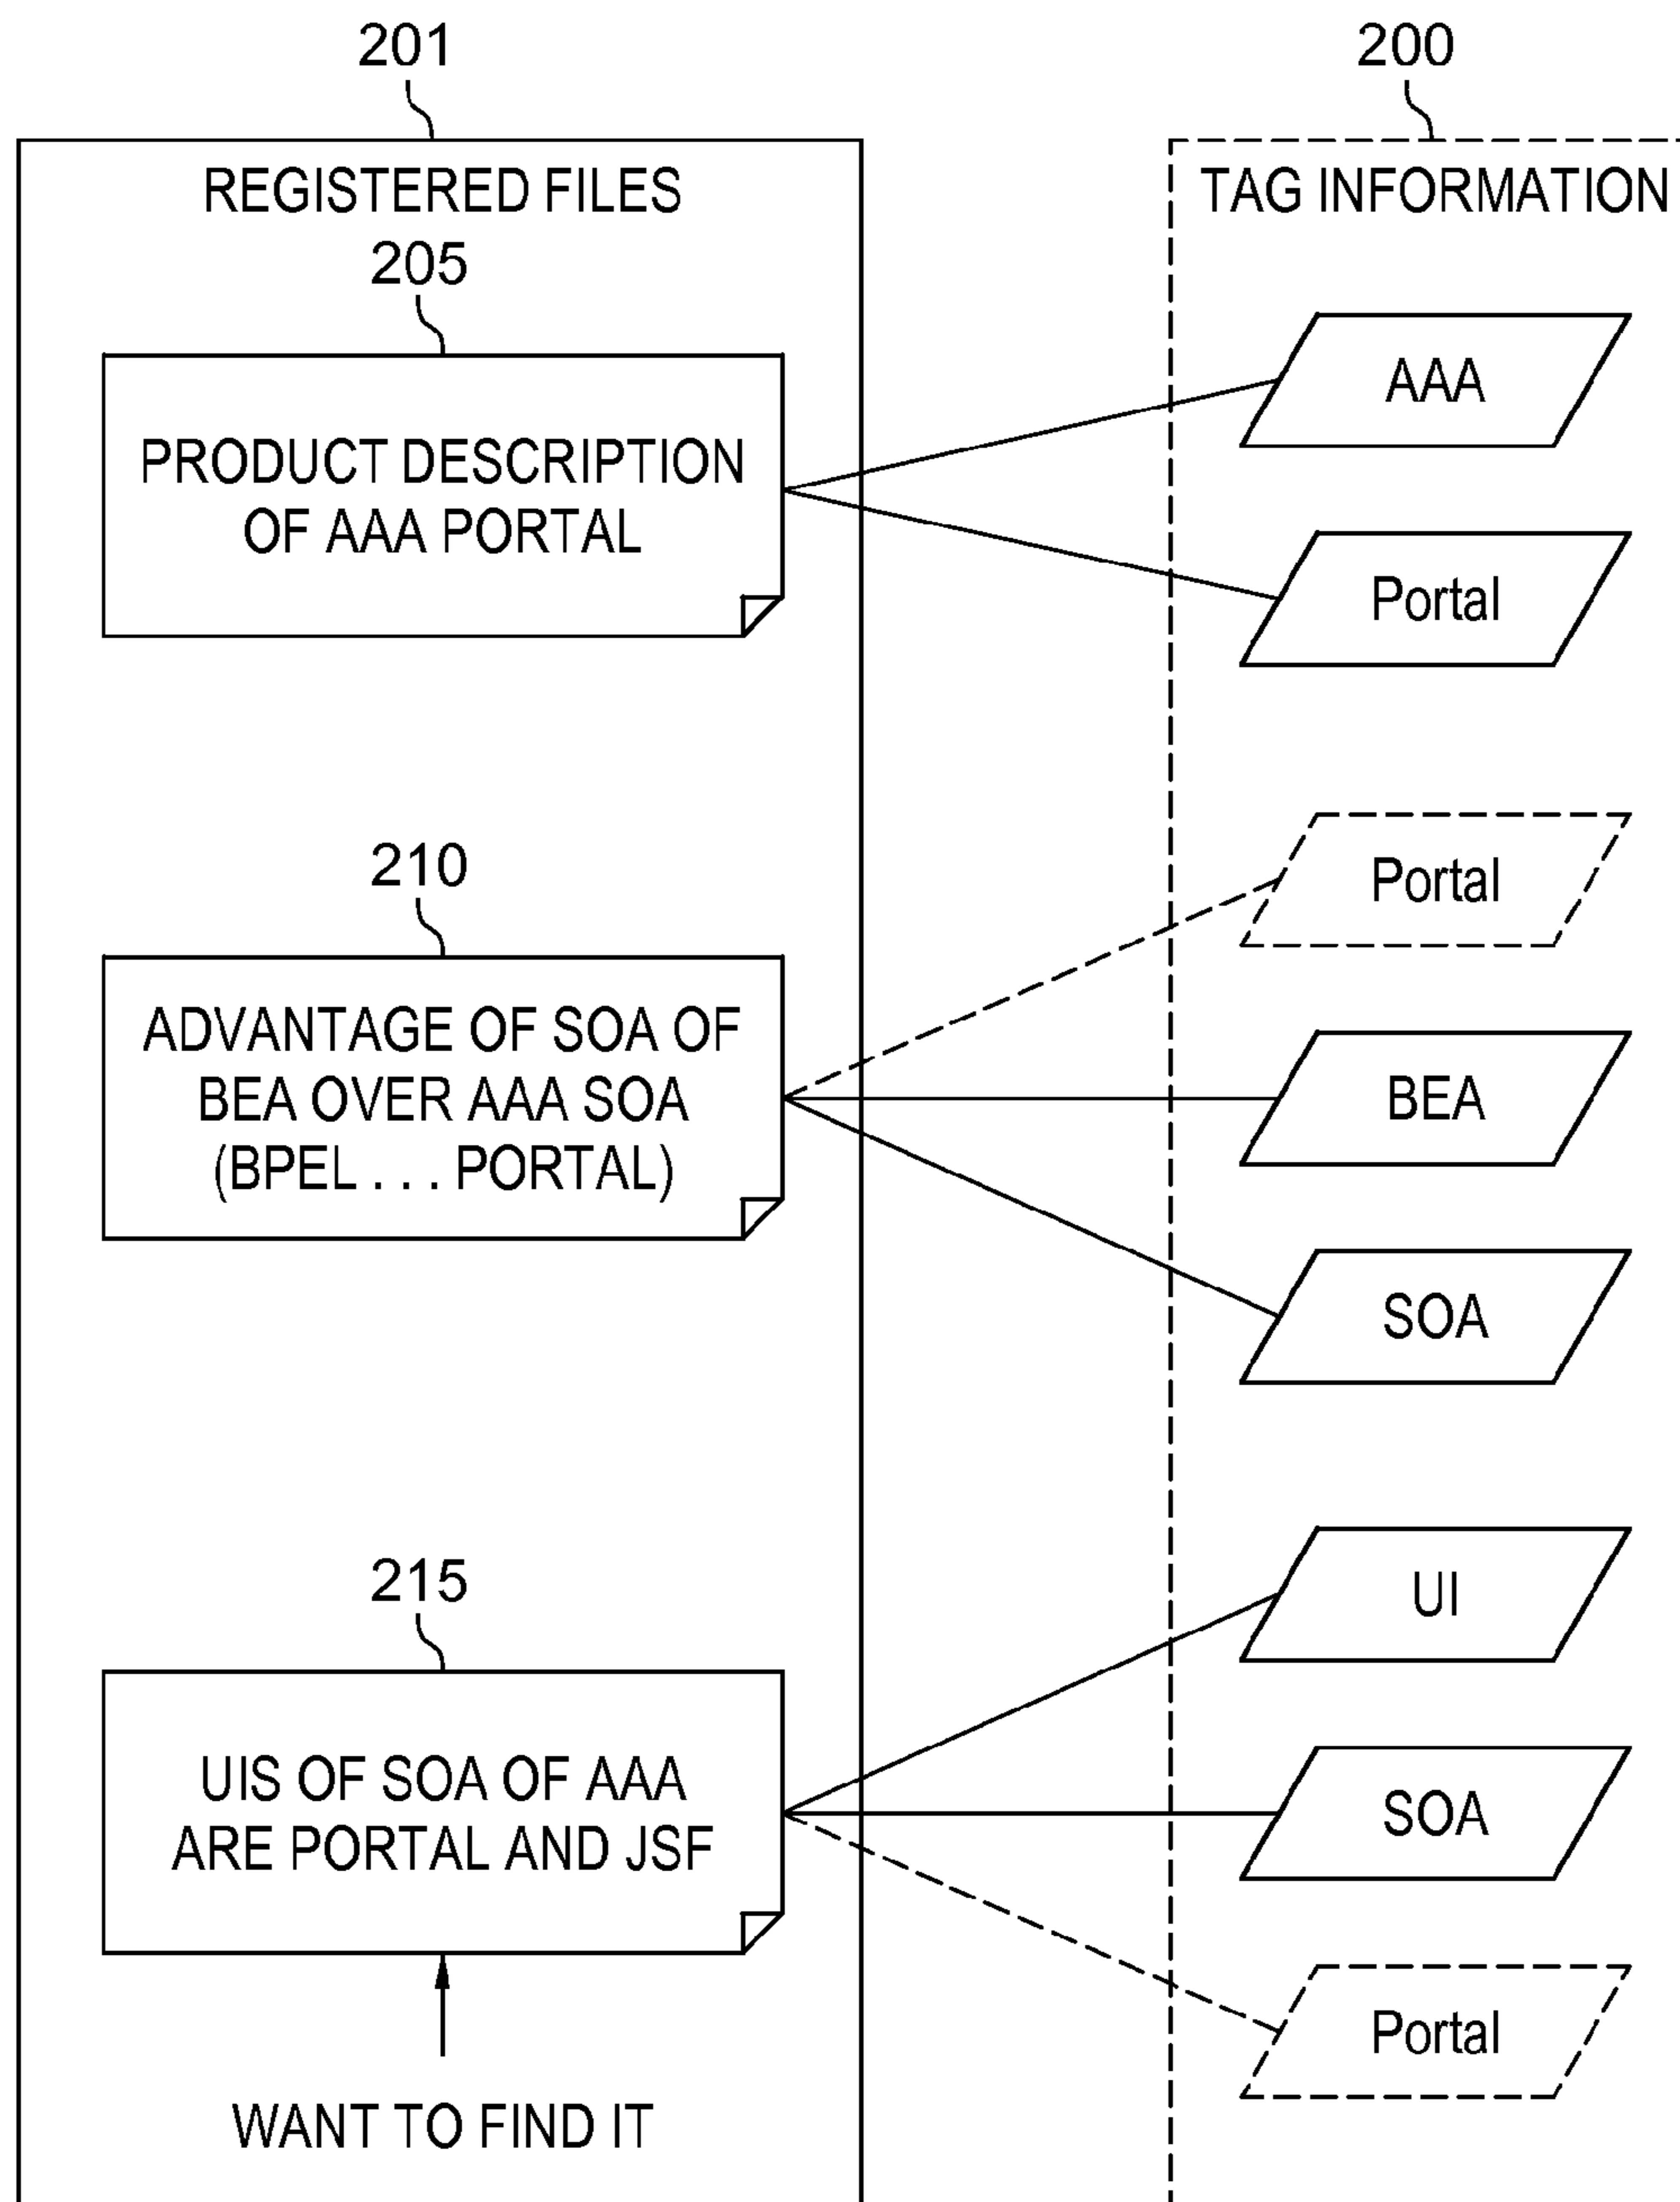 201
200
REGISTERED FILES
TAG INFORMATION
205
PRODUCT DESCRIPTION
OF AAA PORTAL
AAA
Portal
210
ADVANTAGE OF SOA OF
BEA OVER AAA SOA
(BPEL . . . PORTAL)
Portal
BEA
SOA
215
UIS OF SOA OF AAA
ARE PORTAL AND JSF
UI
SOA
Portal
WANT TO FIND IT